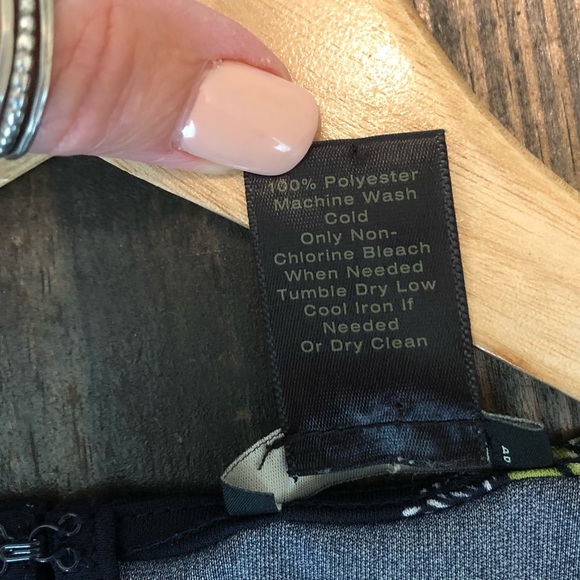 100% Polyester
Machine Wash
Cold
Only Non-
Chlorine Bleach
When Needed
Tumble Dry Low
Cool Iron If
Needed
Or Dry Clean
AD